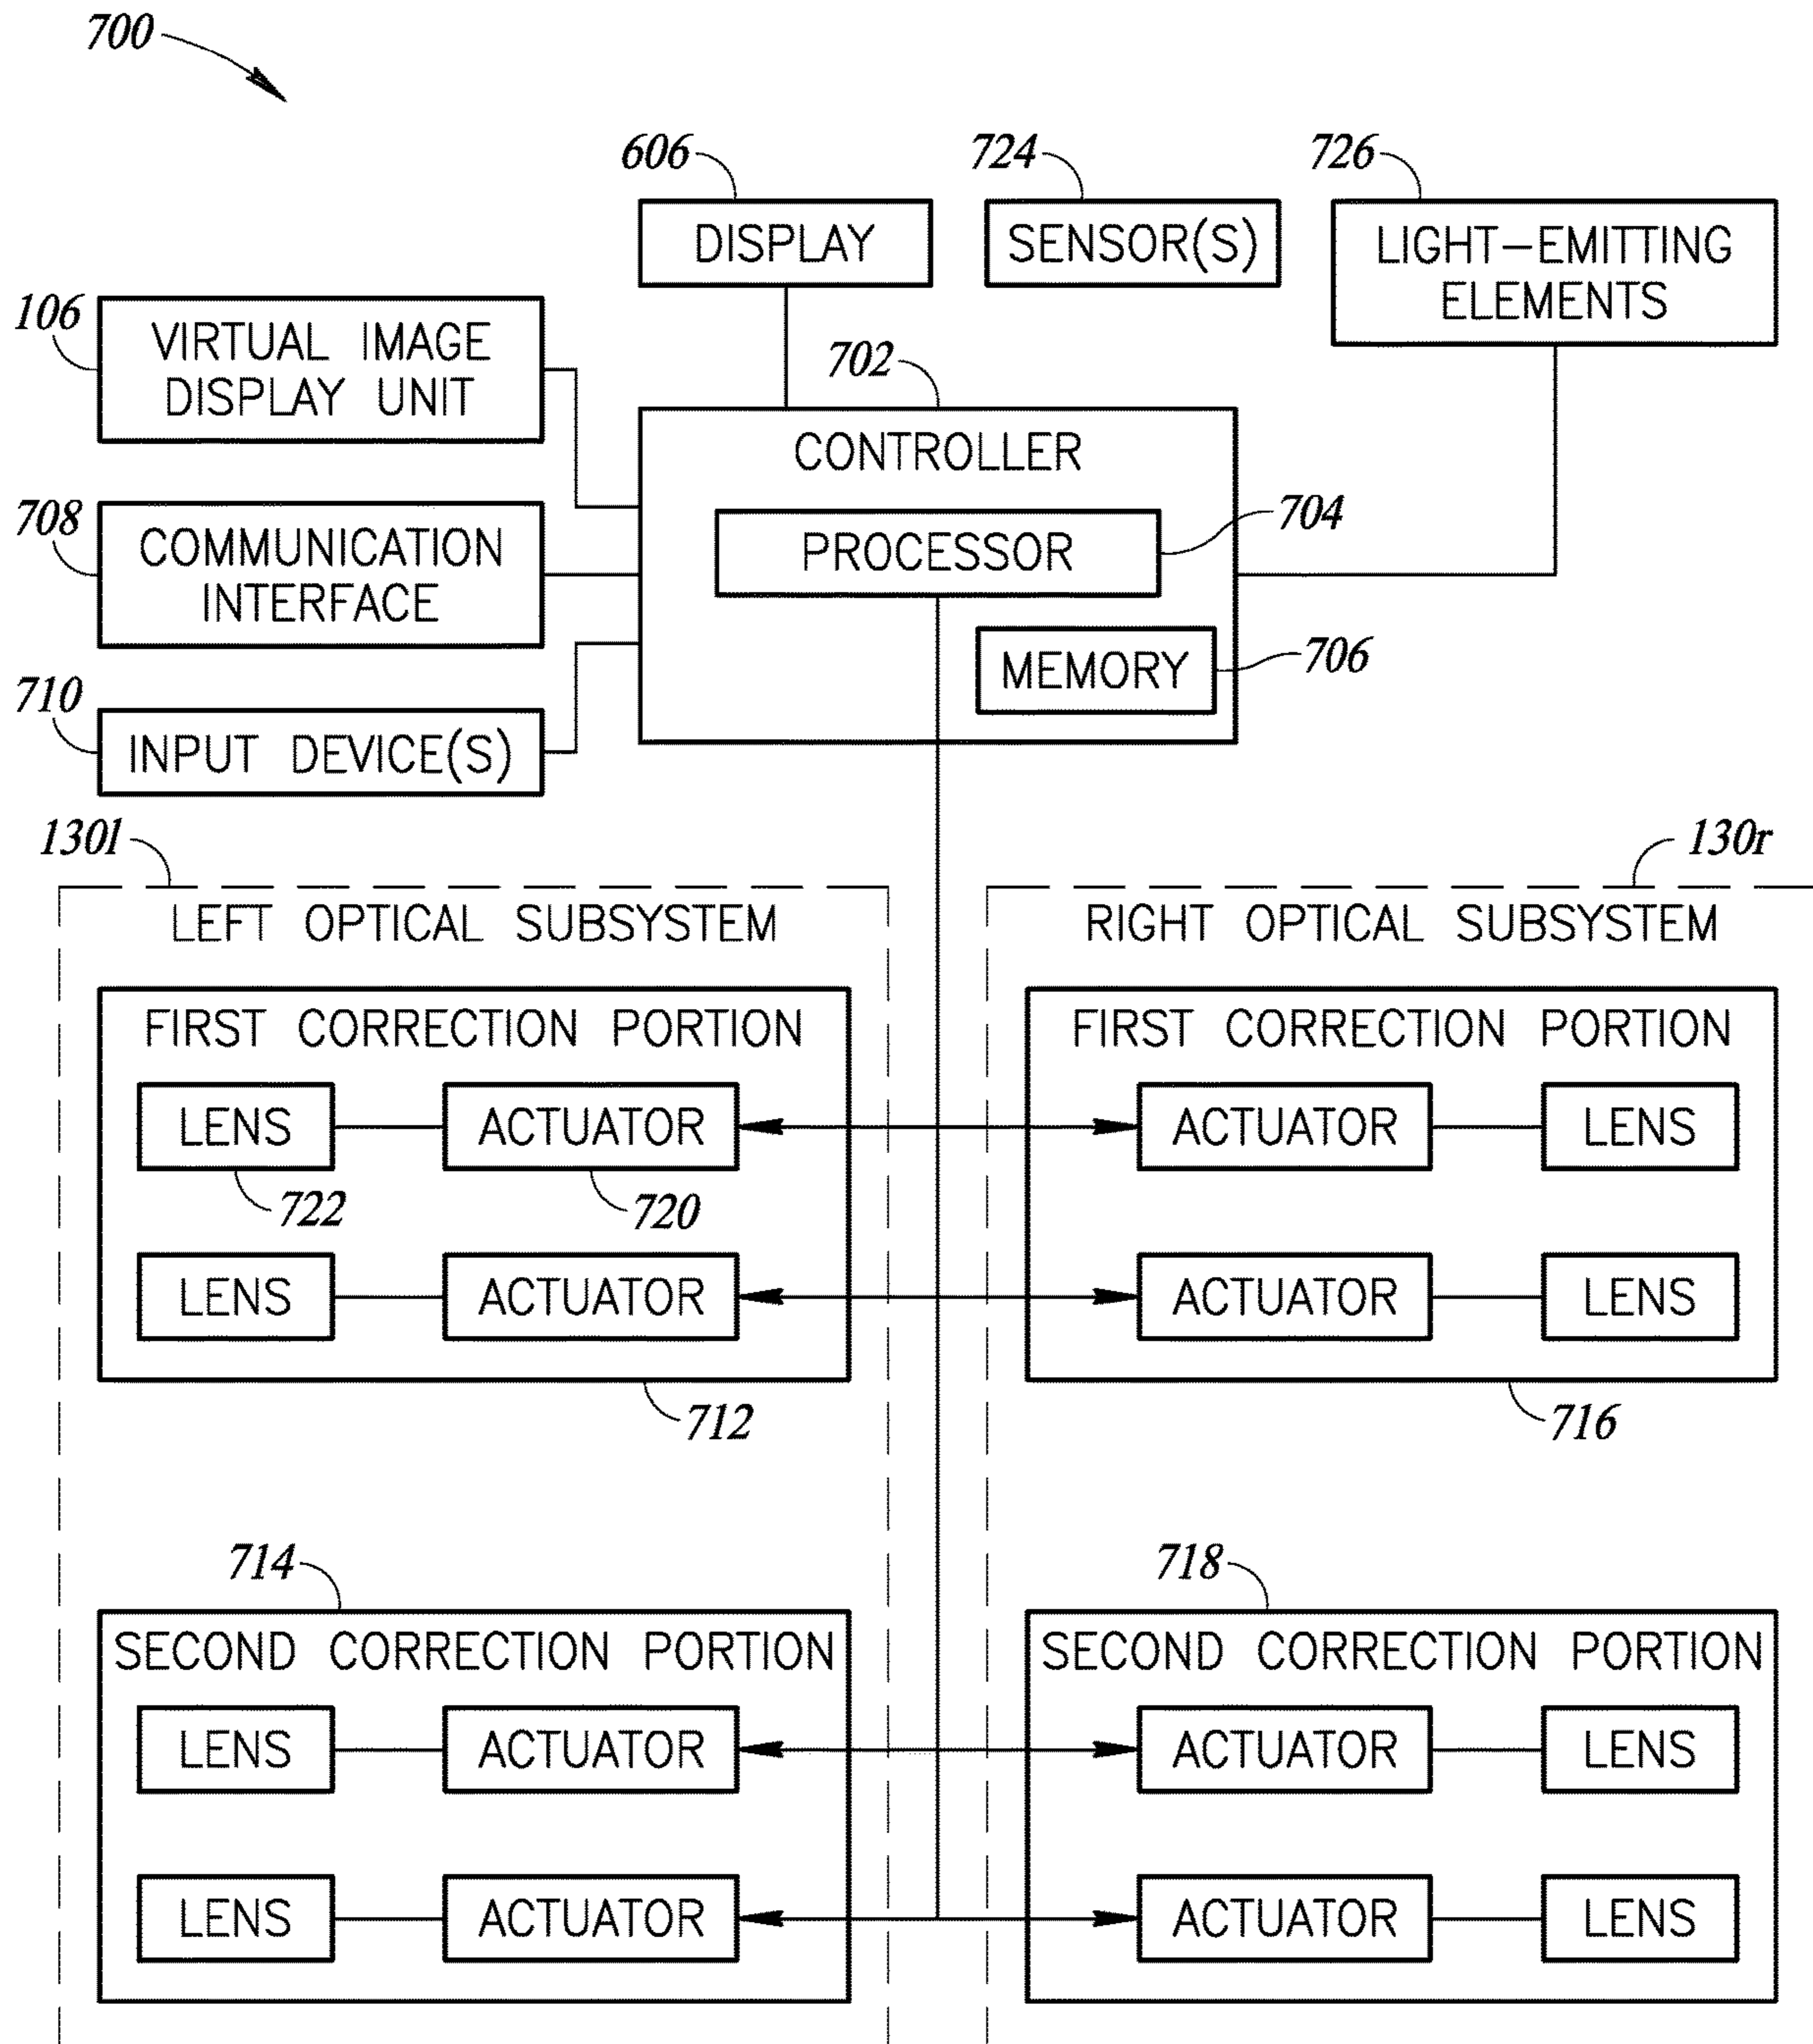 700
606
724
726
DISPLAY
SENSOR(S)
LIGHT-EMITTING
ELEMENTS
106
VIRTUAL IMAGE
DISPLAY UNIT
702
CONTROLLER
708
COMMUNICATION
INTERFACE
PROCESSOR
704
MEMORY
706
710
INPUT DEVICE(S)
130l
130r
LEFT OPTICAL SUBSYSTEM
RIGHT OPTICAL SUBSYSTEM
FIRST CORRECTION PORTION
FIRST CORRECTION PORTION
LENS
ACTUATOR
ACTUATOR
LENS
722
720
LENS
ACTUATOR
ACTUATOR
LENS
712
716
714
718
SECOND CORRECTION PORTION
SECOND CORRECTION PORTION
LENS
ACTUATOR
ACTUATOR
LENS
LENS
ACTUATOR
ACTUATOR
LENS